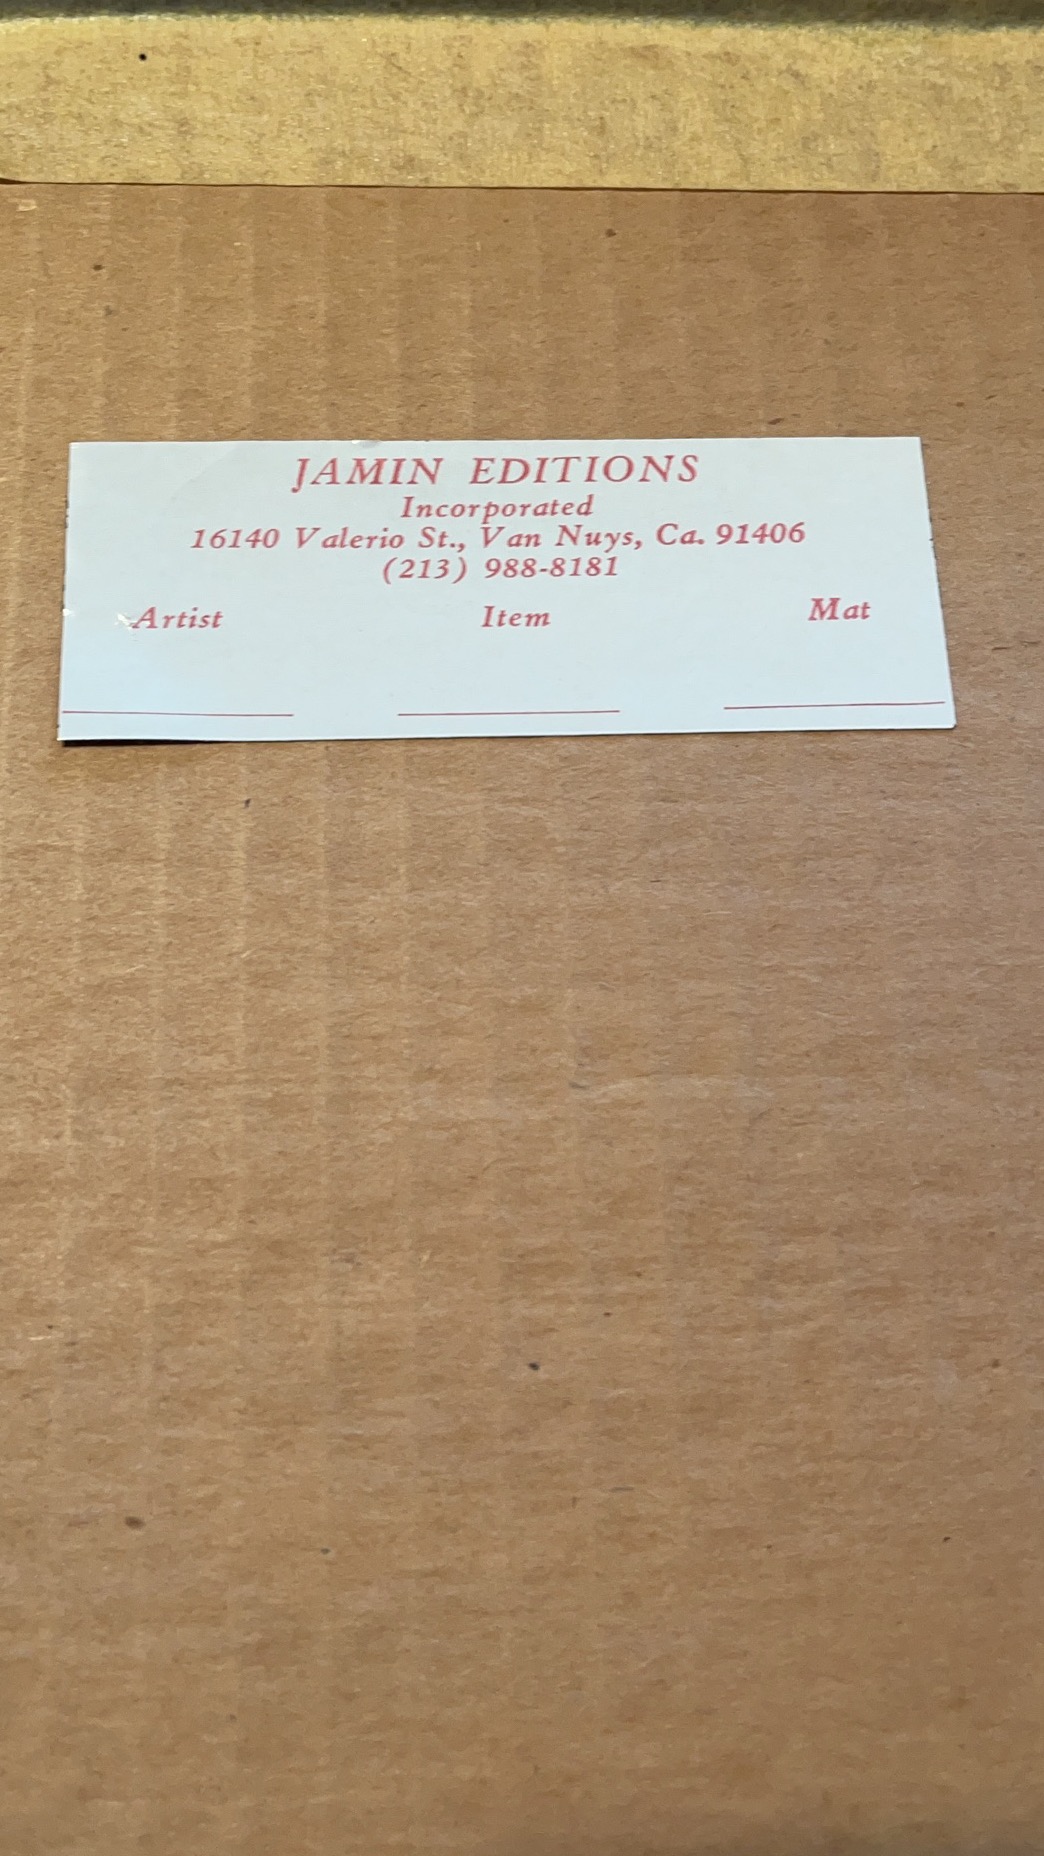 JAMIN EDITIONS
Incorporated
16140 Valerio St., Van Nuys, Ca. 91406
(213) 988-8181
Artist Item Mat